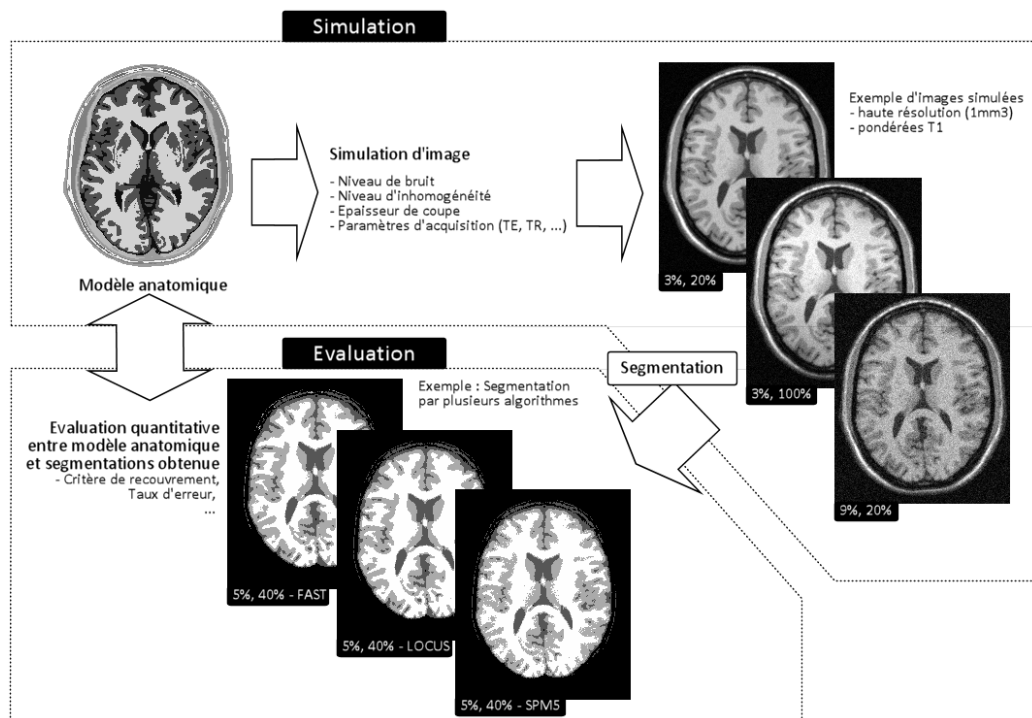 Simulation
Modèle anatomique
Simulation d'image
- Niveau de bruit
- Niveau d'inhomogénéité
- Epaisseur de coupe
- Paramètres d'acquisition (TE, TR, ...)
Exemple d'images simulées
- haute résolution (1mm3)
- pondérées T1
3%, 20%
3%, 100%
9%, 20%
Segmentation
Evaluation
Exemple : Segmentation
par plusieurs algorithmes
Evaluation quantitative
entre modèle anatomique
et segmentations obtenue
- Critère de recouvrement,
Taux d'erreur,
...
5%, 40% - FAST
5%, 40% - LOCUS
5%, 40% - SPM5